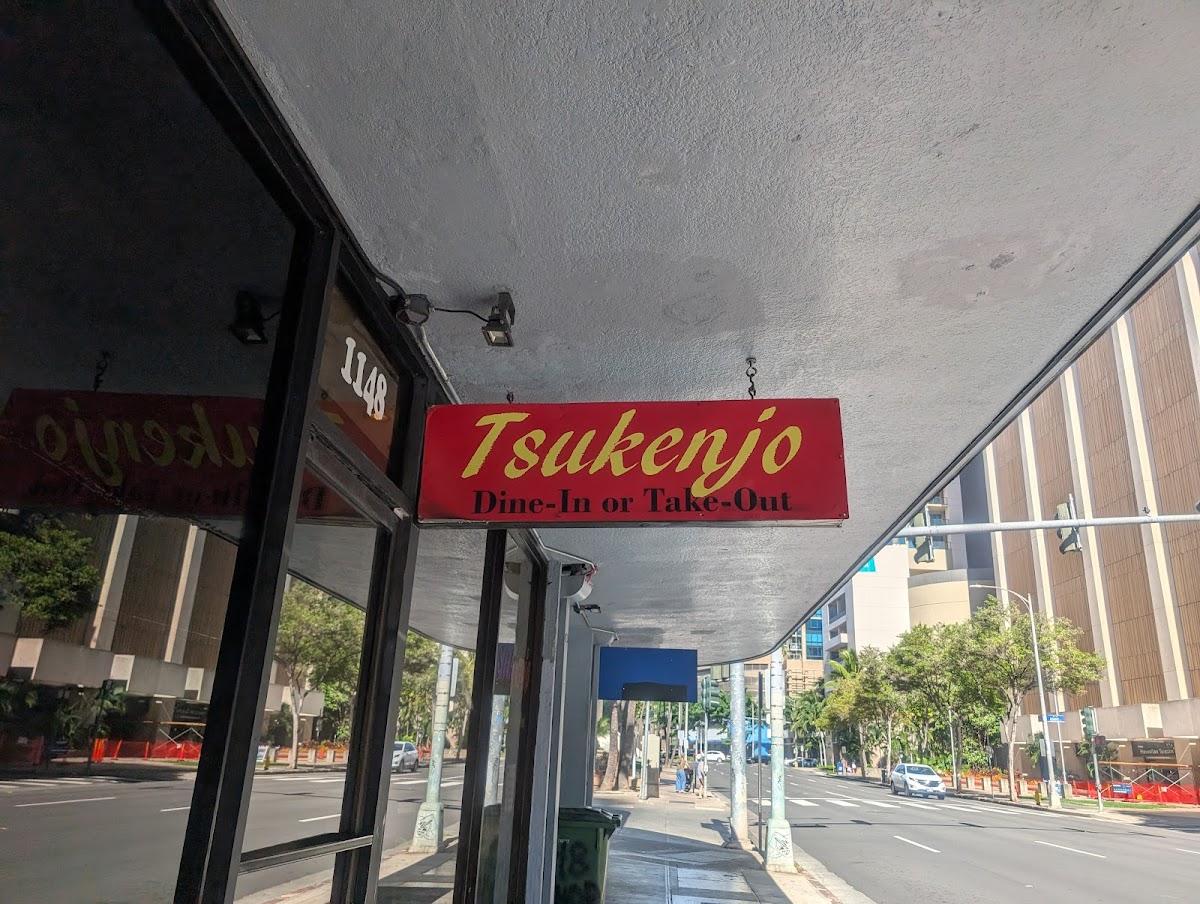 1148
Tsukenjo
Dine-In or Take-Out